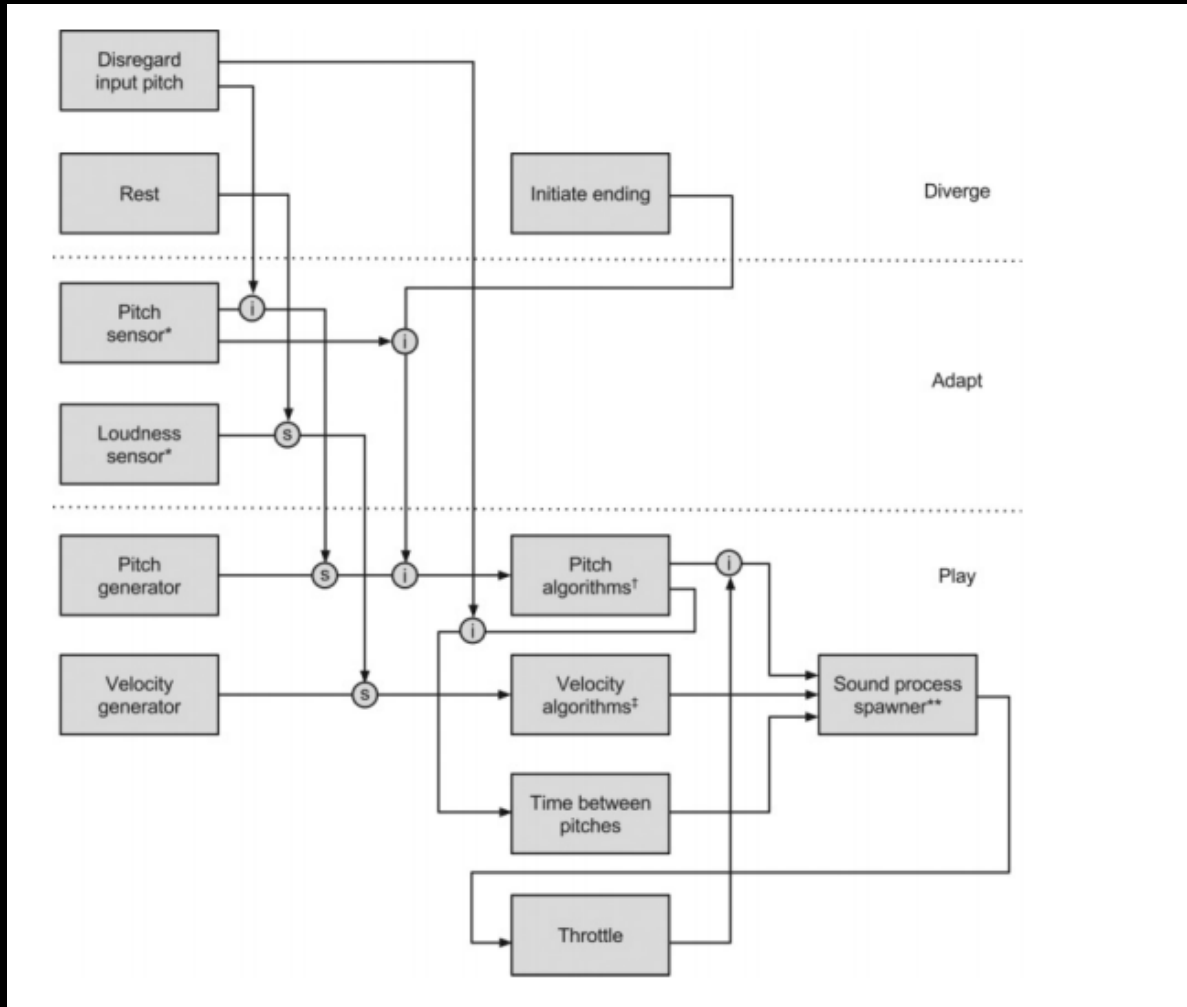 Disregard
input pitch
Rest
Initiate ending
Diverge
Pitch
sensor*
i
i
Adapt
Loudness
sensor*
s
Pitch
generator
s
i
Pitch
algorithms†
i
Play
i
Velocity
generator
s
Velocity
algorithms‡
Sound process
spawner**
Time between
pitches
Throttle